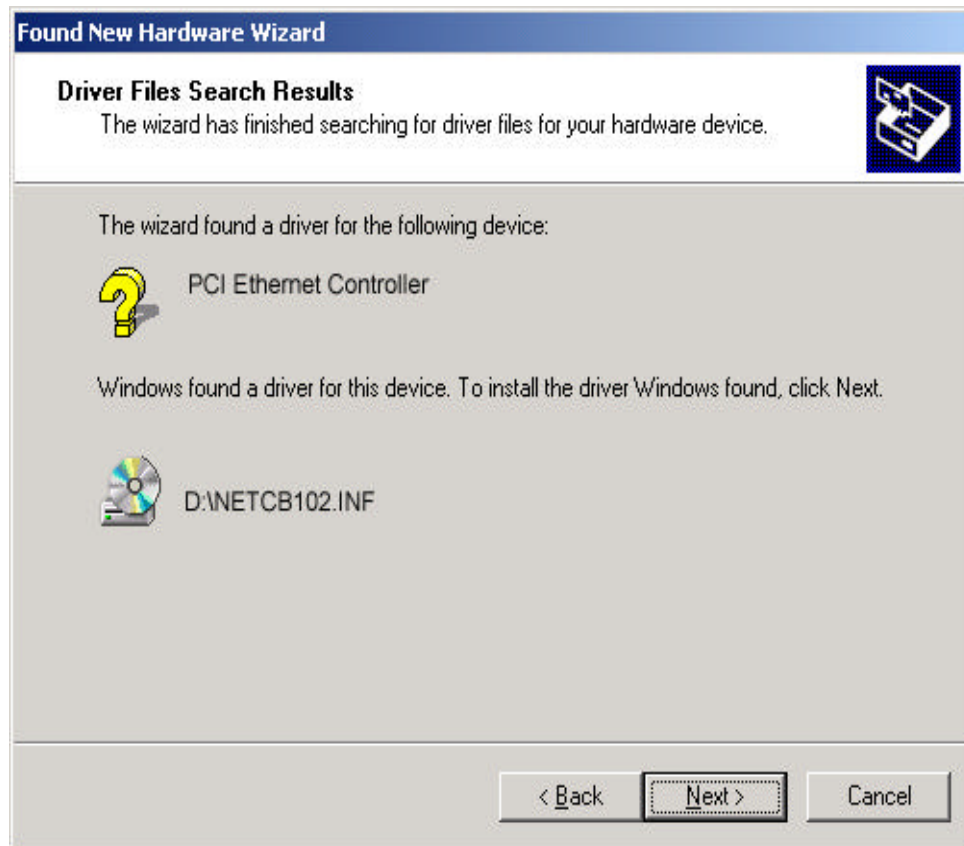 Found New Hardware Wizard
Driver Files Search Results
The wizard has finished searching for driver files for your hardware device.
The wizard found a driver for the following device:
PCI Ethernet Controller
Windows found a driver for this device. To install the driver Windows found, click Next.
D:\NETCB102.INF
< Back
Next >
Cancel